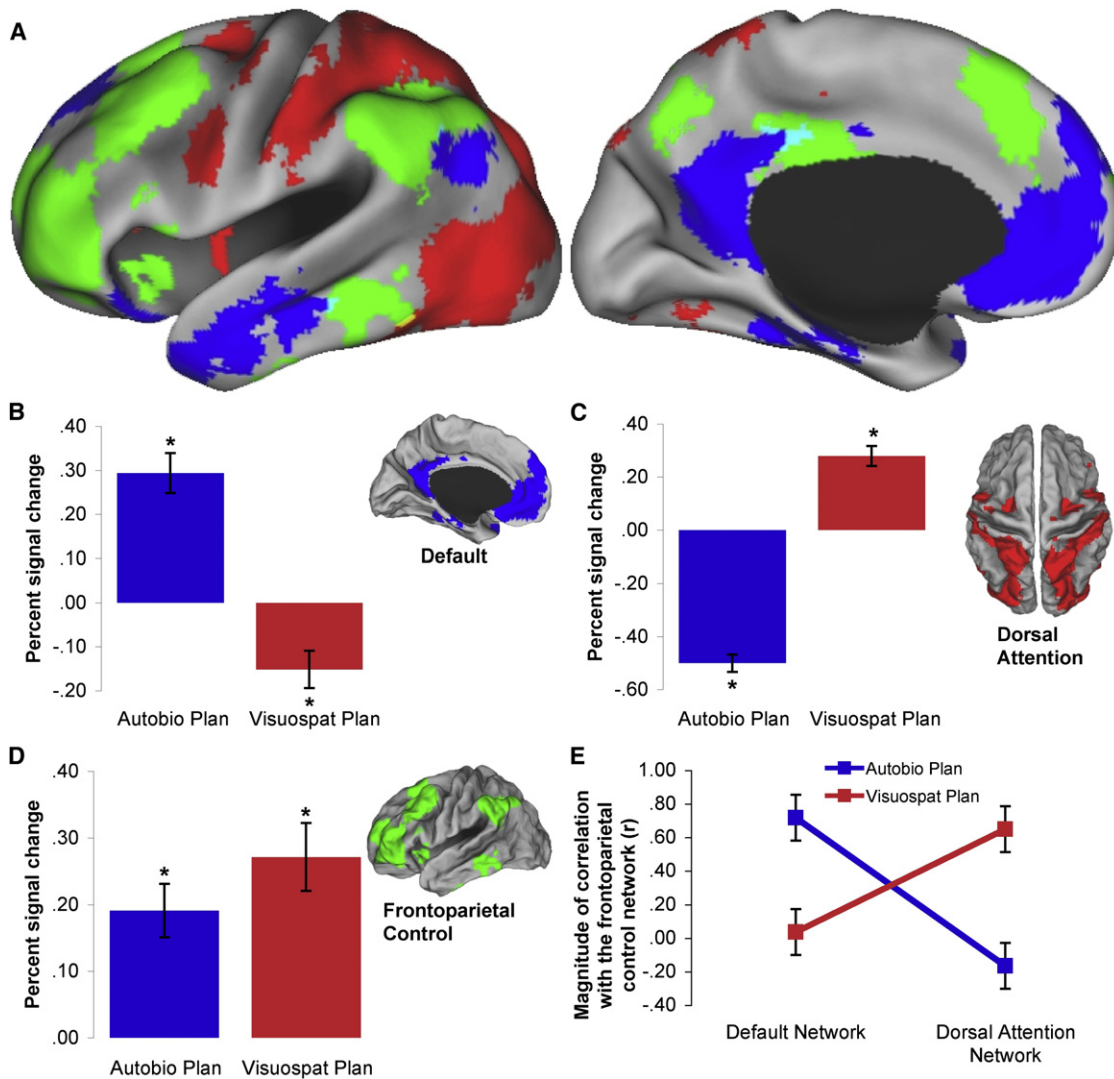 A
B
Percent signal change
.40
.30
.20
.10
.00
-.10
-.20
*
*
Autobio Plan
Visuospat Plan
Default
C
Percent signal change
.40
.20
.00
-.20
-.40
-.60
*
*
Autobio Plan
Visuospat Plan
Dorsal
Attention
D
Percent signal change
.40
.30
.20
.10
.00
*
*
Autobio Plan
Visuospat Plan
Frontoparietal
Control
E
Autobio Plan
Visuospat Plan
Magnitude of correlation
with the frontoparietal
control network (r)
1.00
.80
.60
.40
.20
.00
-.20
-.40
Default Network
Dorsal Attention
Network